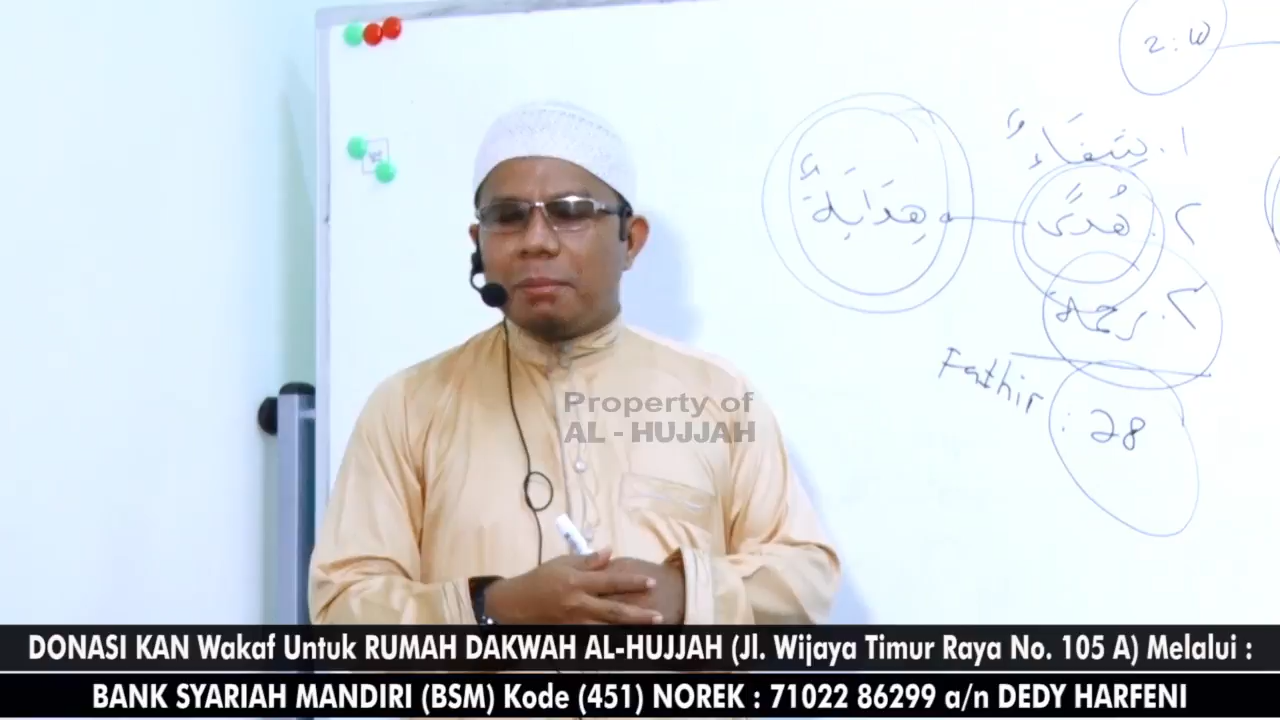 2 : W
١. شِفَاءٌ
٢. هُدًى
هِدَايَةٌ
٣. رحمة
Fathir : 28
Property of
AL - HUJJAH
DONASI KAN Wakaf Untuk RUMAH DAKWAH AL-HUJJAH (Jl. Wijaya Timur Raya No. 105 A) Melalui :
BANK SYARIAH MANDIRI (BSM) Kode (451) NOREK : 71022 86299 a/n DEDY HARFENI